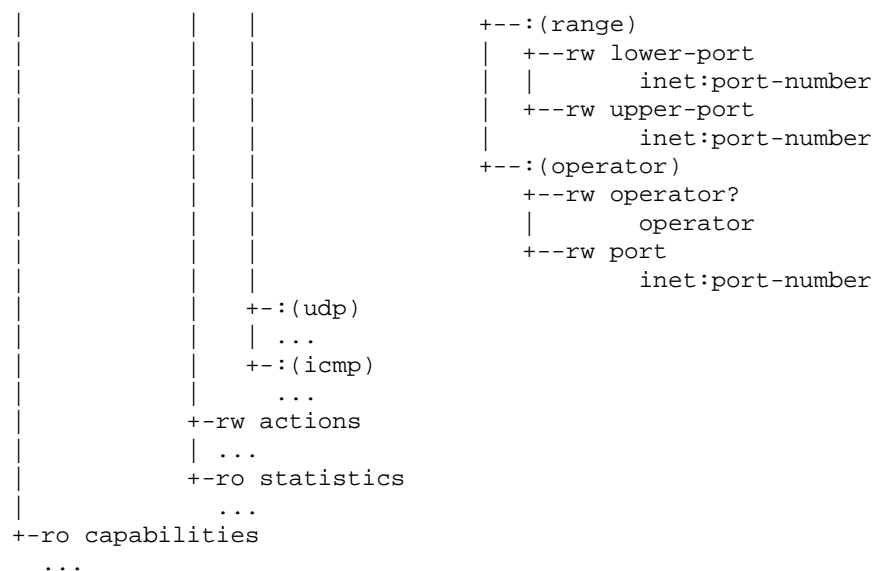 |           |   |               +--:(range)
|           |   |               |  +--rw lower-port
|           |   |               |  |       inet:port-number
|           |   |               |  +--rw upper-port
|           |   |               |          inet:port-number
|           |   |               +--:(operator)
|           |   |                  +--rw operator?
|           |   |                  |       operator
|           |   |                  +--rw port
|           |   |                          inet:port-number
|           |   +-:(udp)
|           |   | ...
|           |   +-:(icmp)
|           |     ...
|           +-rw actions
|           | ...
|           +-ro statistics
|             ...
+-ro capabilities
  ...